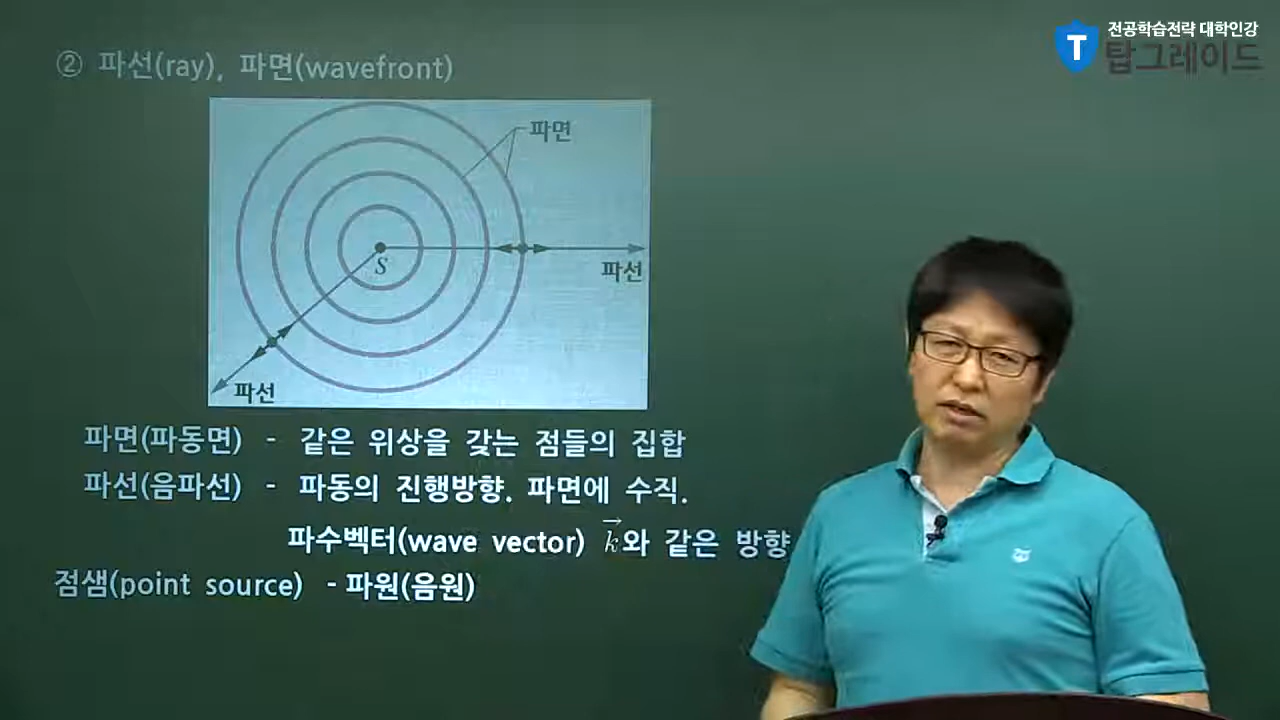 전공학습전략 대학인강
T 탑그레이드
② 파선(ray), 파면(wavefront)
파면
S
파선
파선
파면(파동면) - 같은 위상을 갖는 점들의 집합
파선(음파선) - 파동의 진행방향. 파면에 수직.
파수벡터(wave vector) k⃗와 같은 방향
점샘(point source) - 파원(음원)